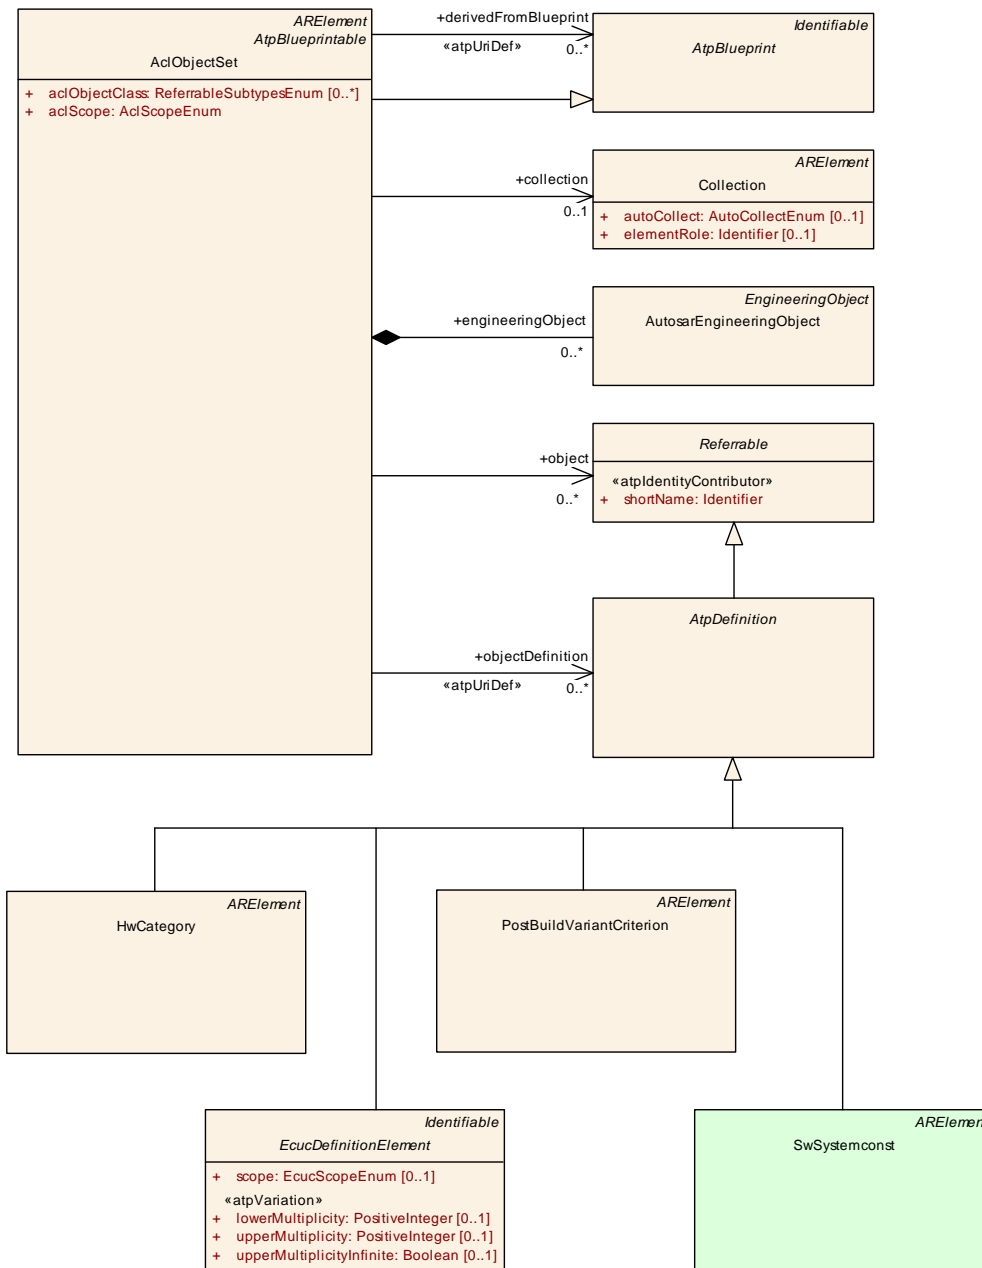 ARElement
AtpBlueprintable
AclObjectSet
+ aclObjectClass: ReferrableSubtypesEnum [0..*]
+ aclScope: AclScopeEnum
+derivedFromBlueprint
«atpUriDef»
0..*
Identifiable
AtpBlueprint
+collection
0..1
ARElement
Collection
+ autoCollect: AutoCollectEnum [0..1]
+ elementRole: Identifier [0..1]
+engineeringObject
0..*
EngineeringObject
AutosarEngineeringObject
+object
0..*
Referrable
«atpIdentityContributor»
+ shortName: Identifier
+objectDefinition
«atpUriDef»
0..*
AtpDefinition
ARElement
HwCategory
ARElement
PostBuildVariantCriterion
Identifiable
EcucDefinitionElement
+ scope: EcucScopeEnum [0..1]
«atpVariation»
+ lowerMultiplicity: PositiveInteger [0..1]
+ upperMultiplicity: PositiveInteger [0..1]
+ upperMultiplicityInfinite: Boolean [0..1]
ARElement
SwSystemconst